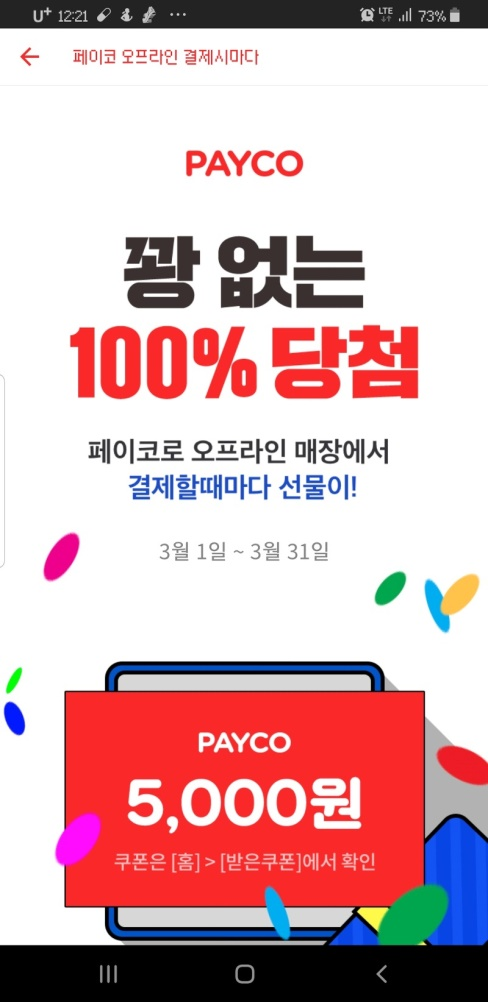 U+ 12:21 LTE 73%
페이코 오프라인 결제시마다
PAYCO
꽝 없는
100% 당첨
페이코로 오프라인 매장에서
결제할때마다 선물이!
3월 1일 ~ 3월 31일
PAYCO
5,000원
쿠폰은 [홈] > [받은쿠폰]에서 확인